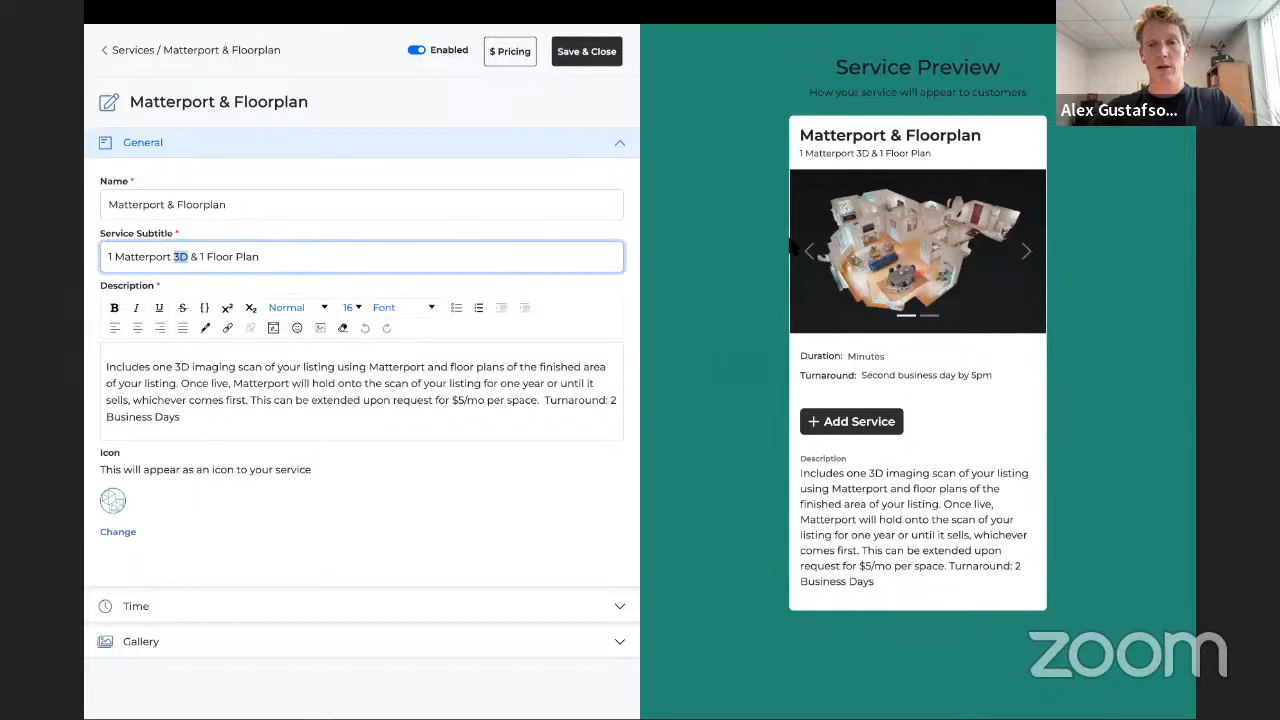 Services / Matterport & Floorplan
Enabled
$ Pricing
Save & Close
Matterport & Floorplan
General
Name *
Matterport & Floorplan
Service Subtitle *
1 Matterport 3D & 1 Floor Plan
Description *
B I U S { } X² X₂ Normal 16 Font
Includes one 3D imaging scan of your listing using Matterport and floor plans of the finished area
of your listing. Once live, Matterport will hold onto the scan of your listing for one year or until it
sells, whichever comes first. This can be extended upon request for $5/mo per space. Turnaround: 2
Business Days
Icon
This will appear as an icon to your service
Change
Time
Gallery
Service Preview
How your service will appear to customers
Matterport & Floorplan
1 Matterport 3D & 1 Floor Plan
Duration: Minutes
Turnaround: Second business day by 5pm
+ Add Service
Description
Includes one 3D imaging scan of your listing
using Matterport and floor plans of the
finished area of your listing. Once live,
Matterport will hold onto the scan of your
listing for one year or until it sells, whichever
comes first. This can be extended upon
request for $5/mo per space. Turnaround: 2
Business Days
Alex Gustafso...
zoom